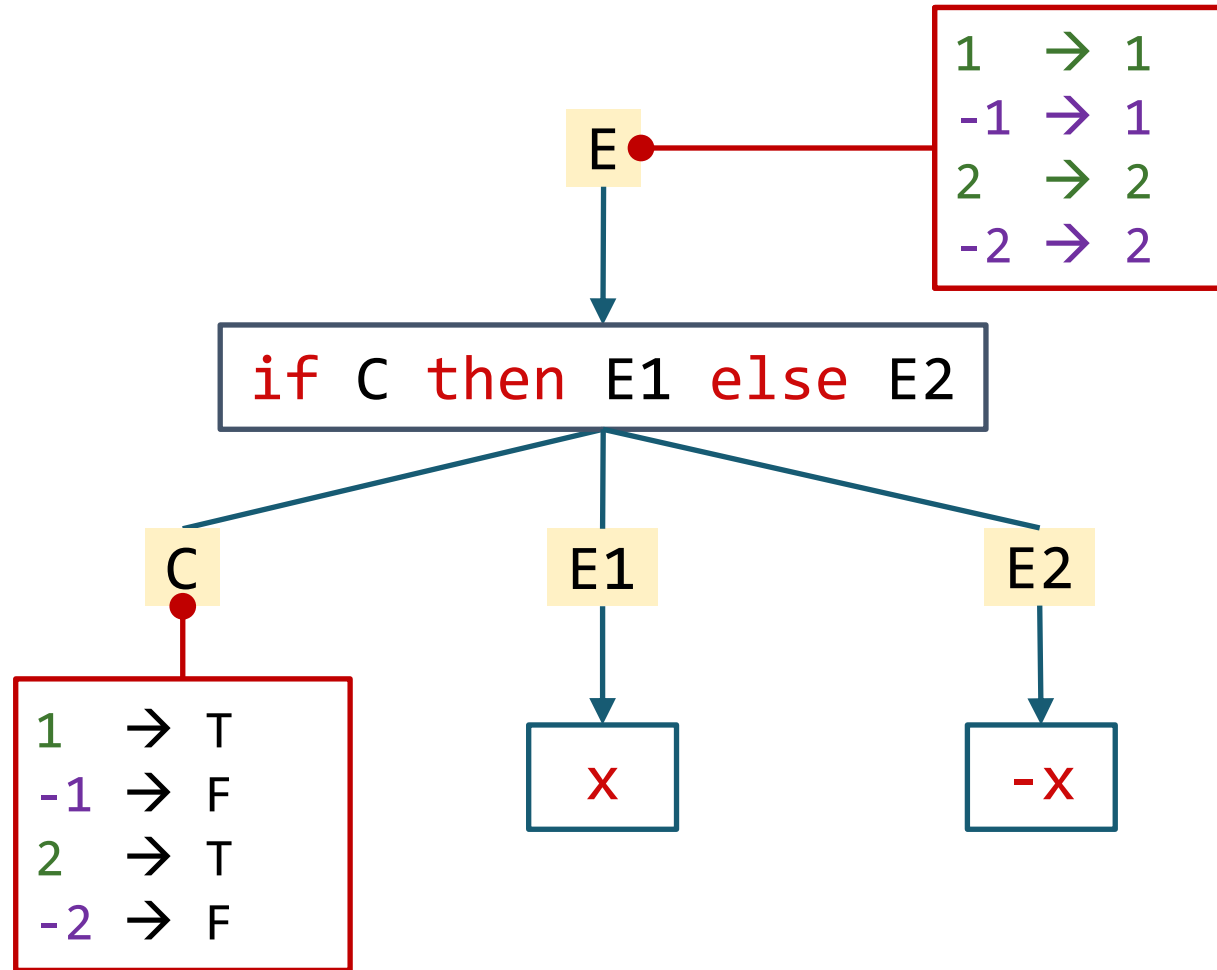 1 → 1
-1 → 1
E
2 → 2
-2 → 2
if C then E1 else E2
C
E1
E2
1 → T
-1 → F
2 → T
-2 → F
x
-x